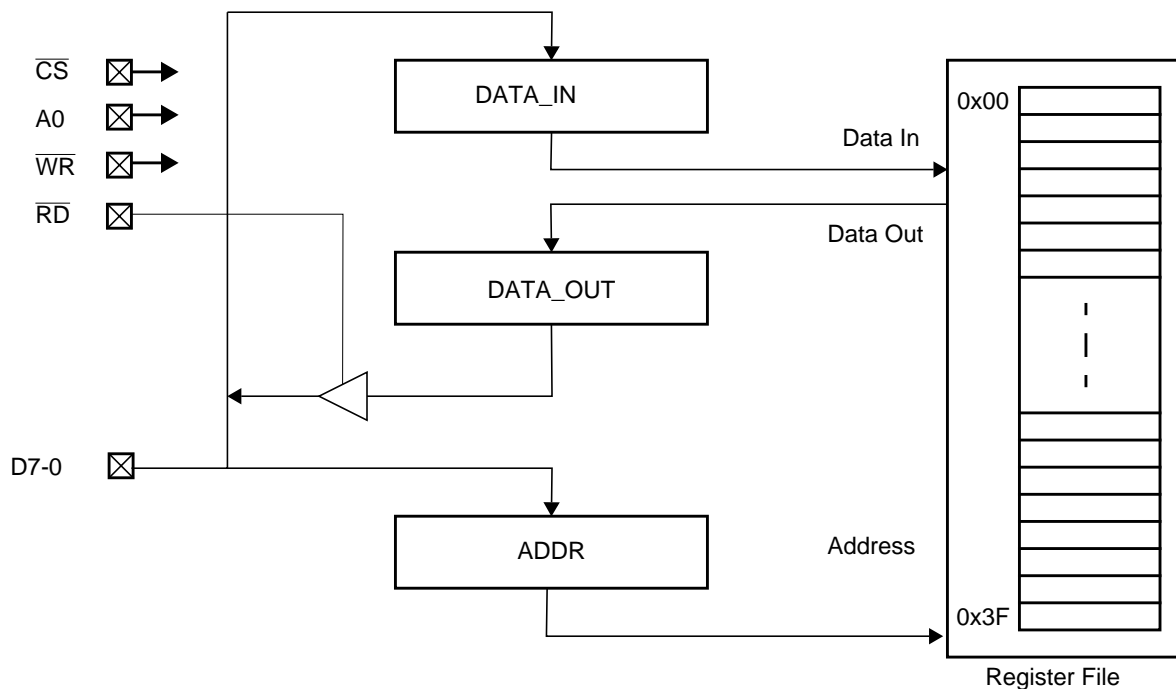 CS
A0
WR
RD
D7-0
DATA_IN
DATA_OUT
ADDR
Data In
Data Out
Address
0x00
0x3F
Register File